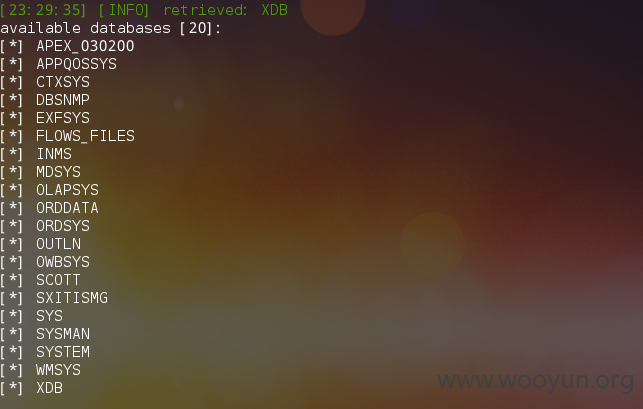 [23:29:35] [INFO] retrieved: XDB
available databases [20]:
[*] APEX_030200
[*] APPQOSSYS
[*] CTXSYS
[*] DBSNMP
[*] EXFSYS
[*] FLOWS_FILES
[*] INMS
[*] MDSYS
[*] OLAPSYS
[*] ORDDATA
[*] ORDSYS
[*] OUTLN
[*] OWBSYS
[*] SCOTT
[*] SXITISMG
[*] SYS
[*] SYSMAN
[*] SYSTEM
[*] WMSYS
[*] XDB
www.wooyun.org